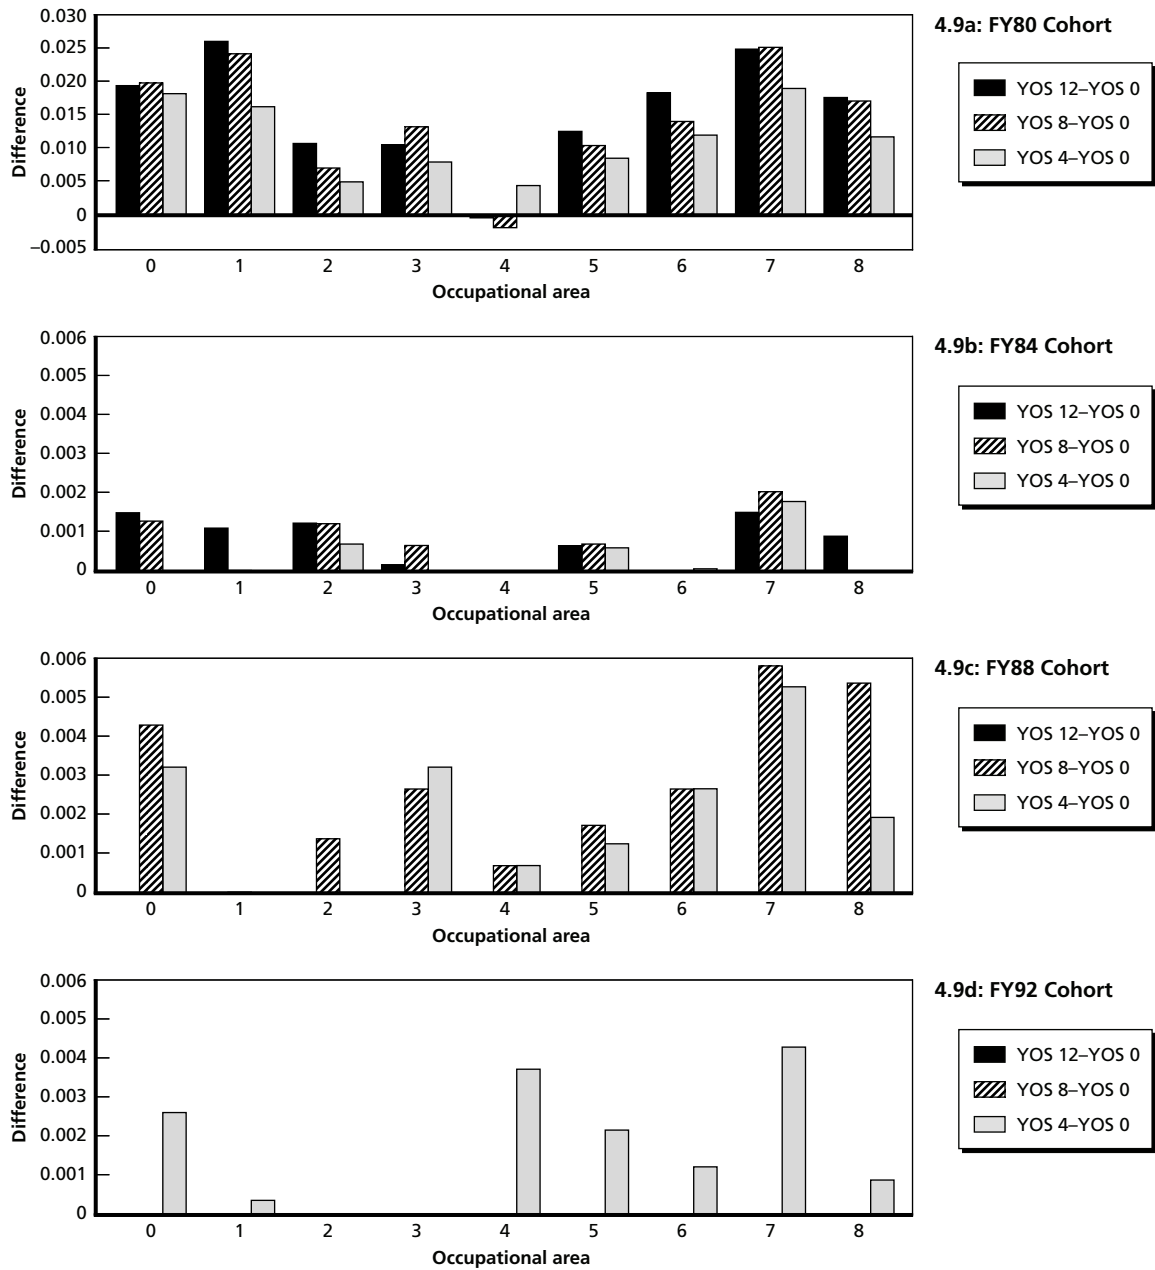 4.9a: FY80 Cohort
Difference
0.030
0.025
0.020
0.015
0.010
0.005
0
–0.005
0 1 2 3 4 5 6 7 8
Occupational area
YOS 12–YOS 0
YOS 8–YOS 0
YOS 4–YOS 0
4.9b: FY84 Cohort
Difference
0.006
0.005
0.004
0.003
0.002
0.001
0
0 1 2 3 4 5 6 7 8
Occupational area
YOS 12–YOS 0
YOS 8–YOS 0
YOS 4–YOS 0
4.9c: FY88 Cohort
Difference
0.006
0.005
0.004
0.003
0.002
0.001
0
0 1 2 3 4 5 6 7 8
Occupational area
YOS 12–YOS 0
YOS 8–YOS 0
YOS 4–YOS 0
4.9d: FY92 Cohort
Difference
0.006
0.005
0.004
0.003
0.002
0.001
0
0 1 2 3 4 5 6 7 8
Occupational area
YOS 12–YOS 0
YOS 8–YOS 0
YOS 4–YOS 0